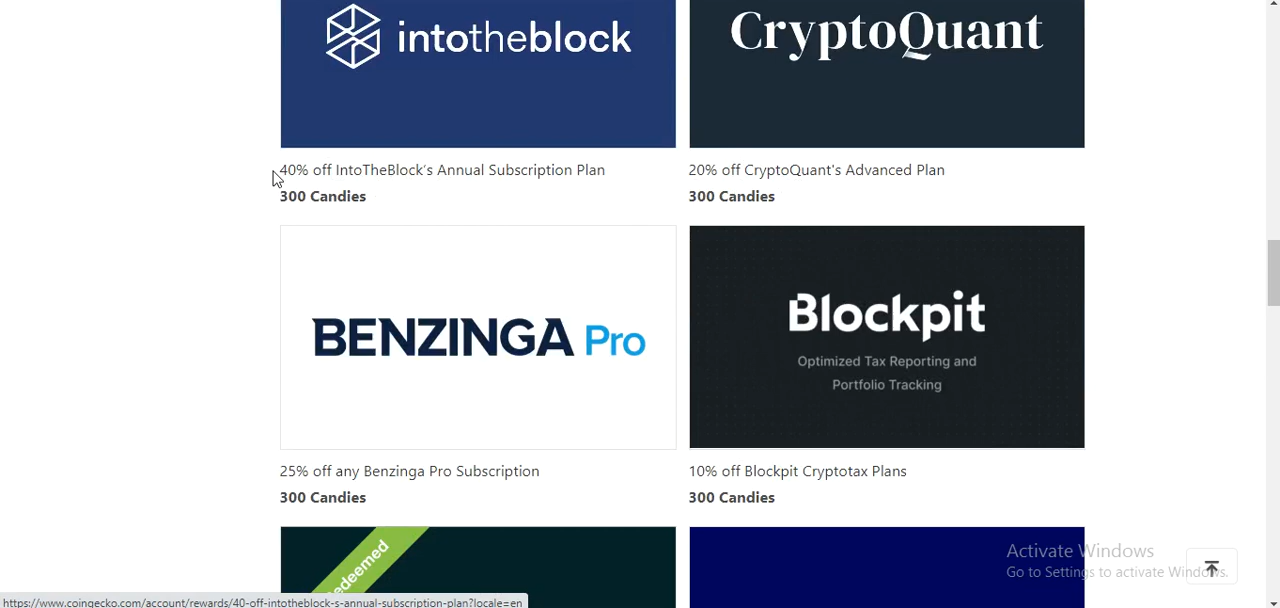 intotheblock
CryptoQuant
40% off IntoTheBlock's Annual Subscription Plan
300 Candies
20% off CryptoQuant's Advanced Plan
300 Candies
BENZINGA Pro
Blockpit
Optimized Tax Reporting and
Portfolio Tracking
25% off any Benzinga Pro Subscription
300 Candies
10% off Blockpit Cryptotax Plans
300 Candies
edeemed
Activate Windows
Go to Settings to activate Windows.
https://www.coingecko.com/account/rewards/40-off-intotheblock-s-annual-subscription-plan?locale=en